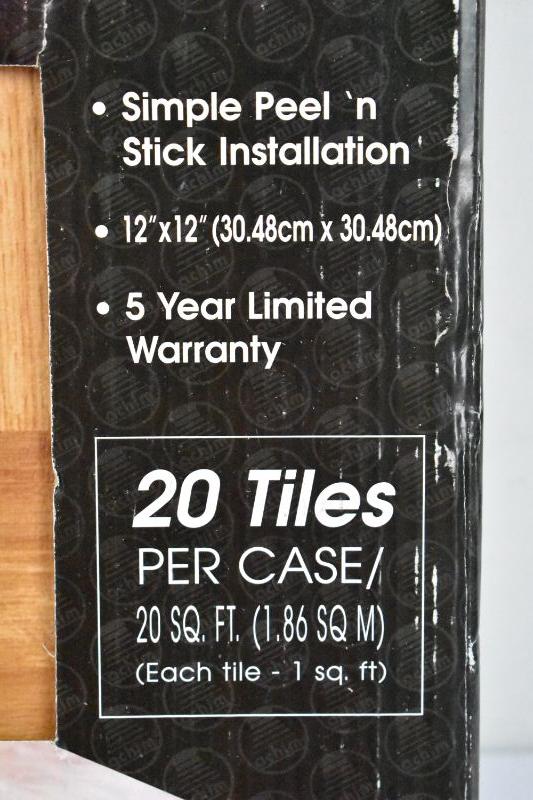 • Simple Peel 'n
Stick Installation
• 12"x12" (30.48cm x 30.48cm)
• 5 Year Limited
Warranty
20 Tiles
PER CASE/
20 SQ. FT. (1.86 SQ M)
(Each tile - 1 sq. ft)
achim